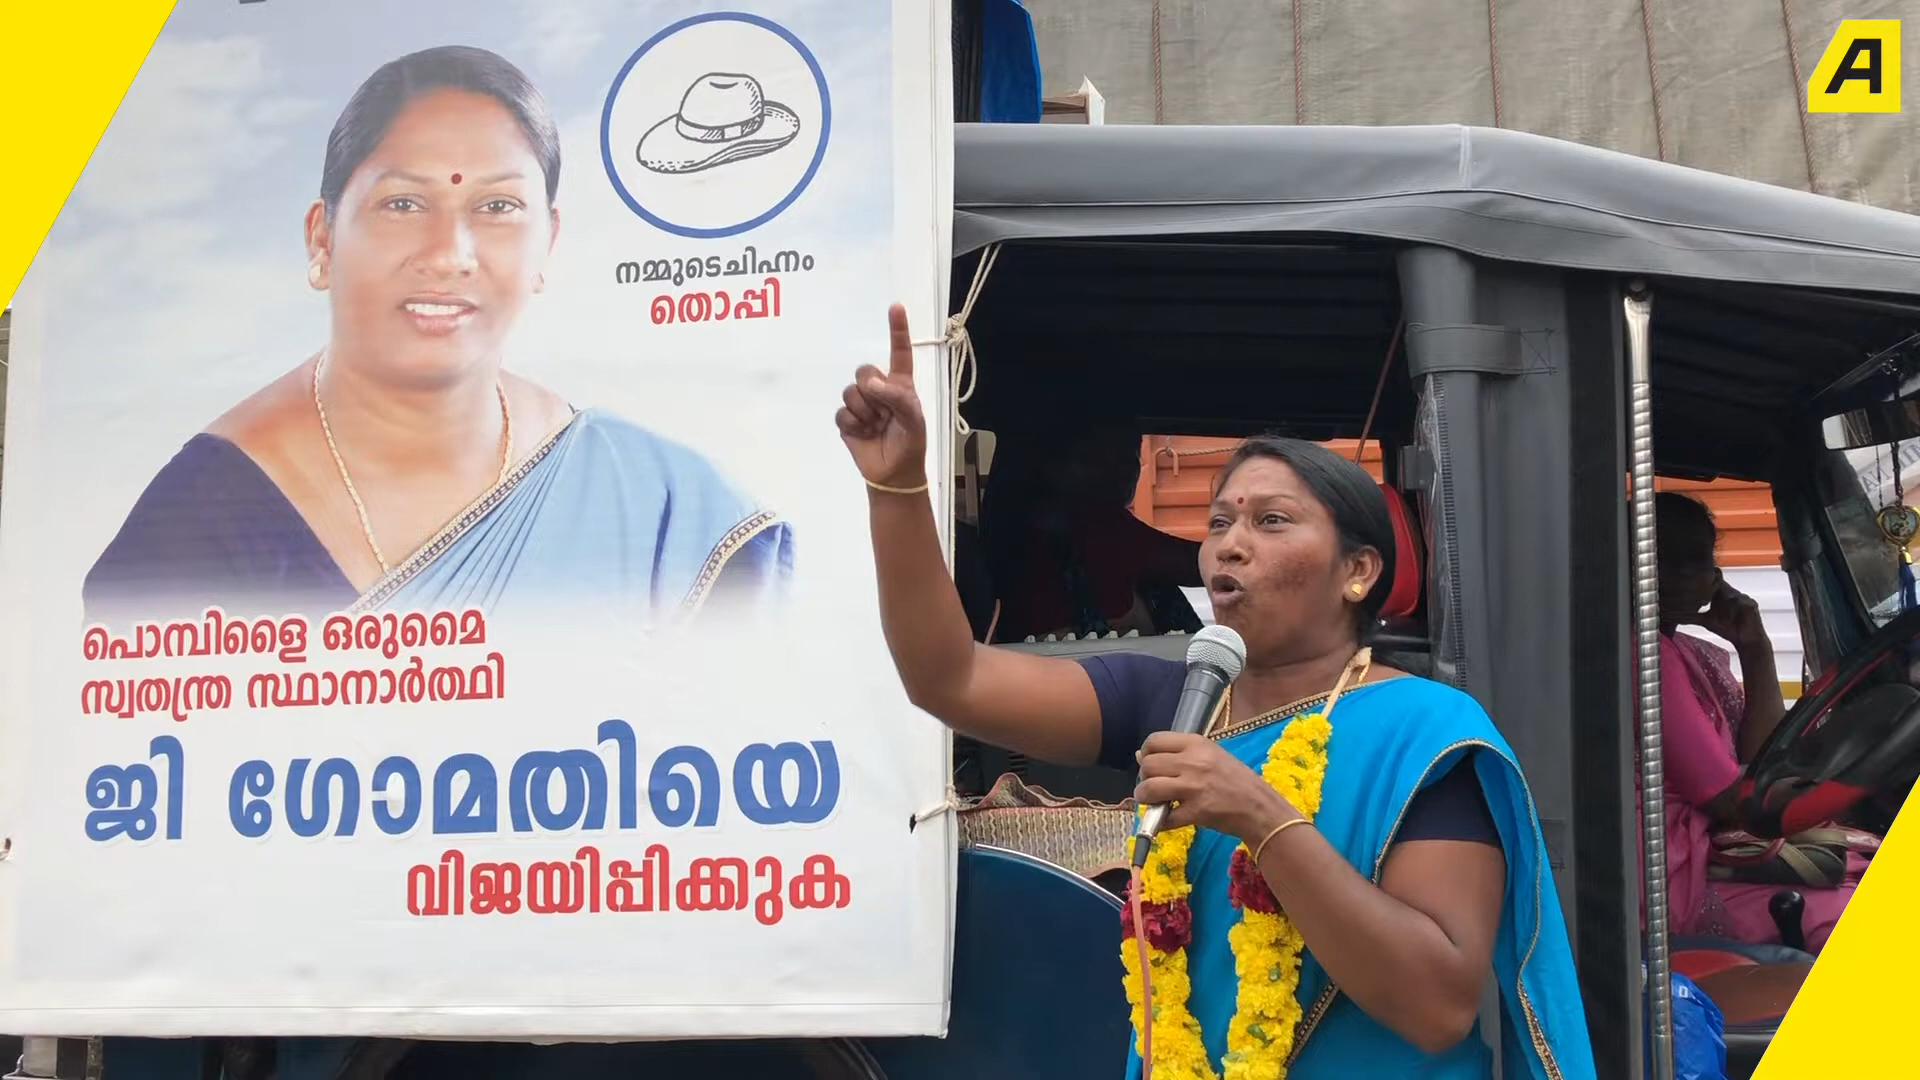 A
നമ്മുടെചിഹ്നം
തൊപ്പി
പൊമ്പിളൈ ഒരുമൈ
സ്വതന്ത്ര സ്ഥാനാർത്ഥി
ജി ഗോമതിയെ
വിജയിപ്പിക്കുക